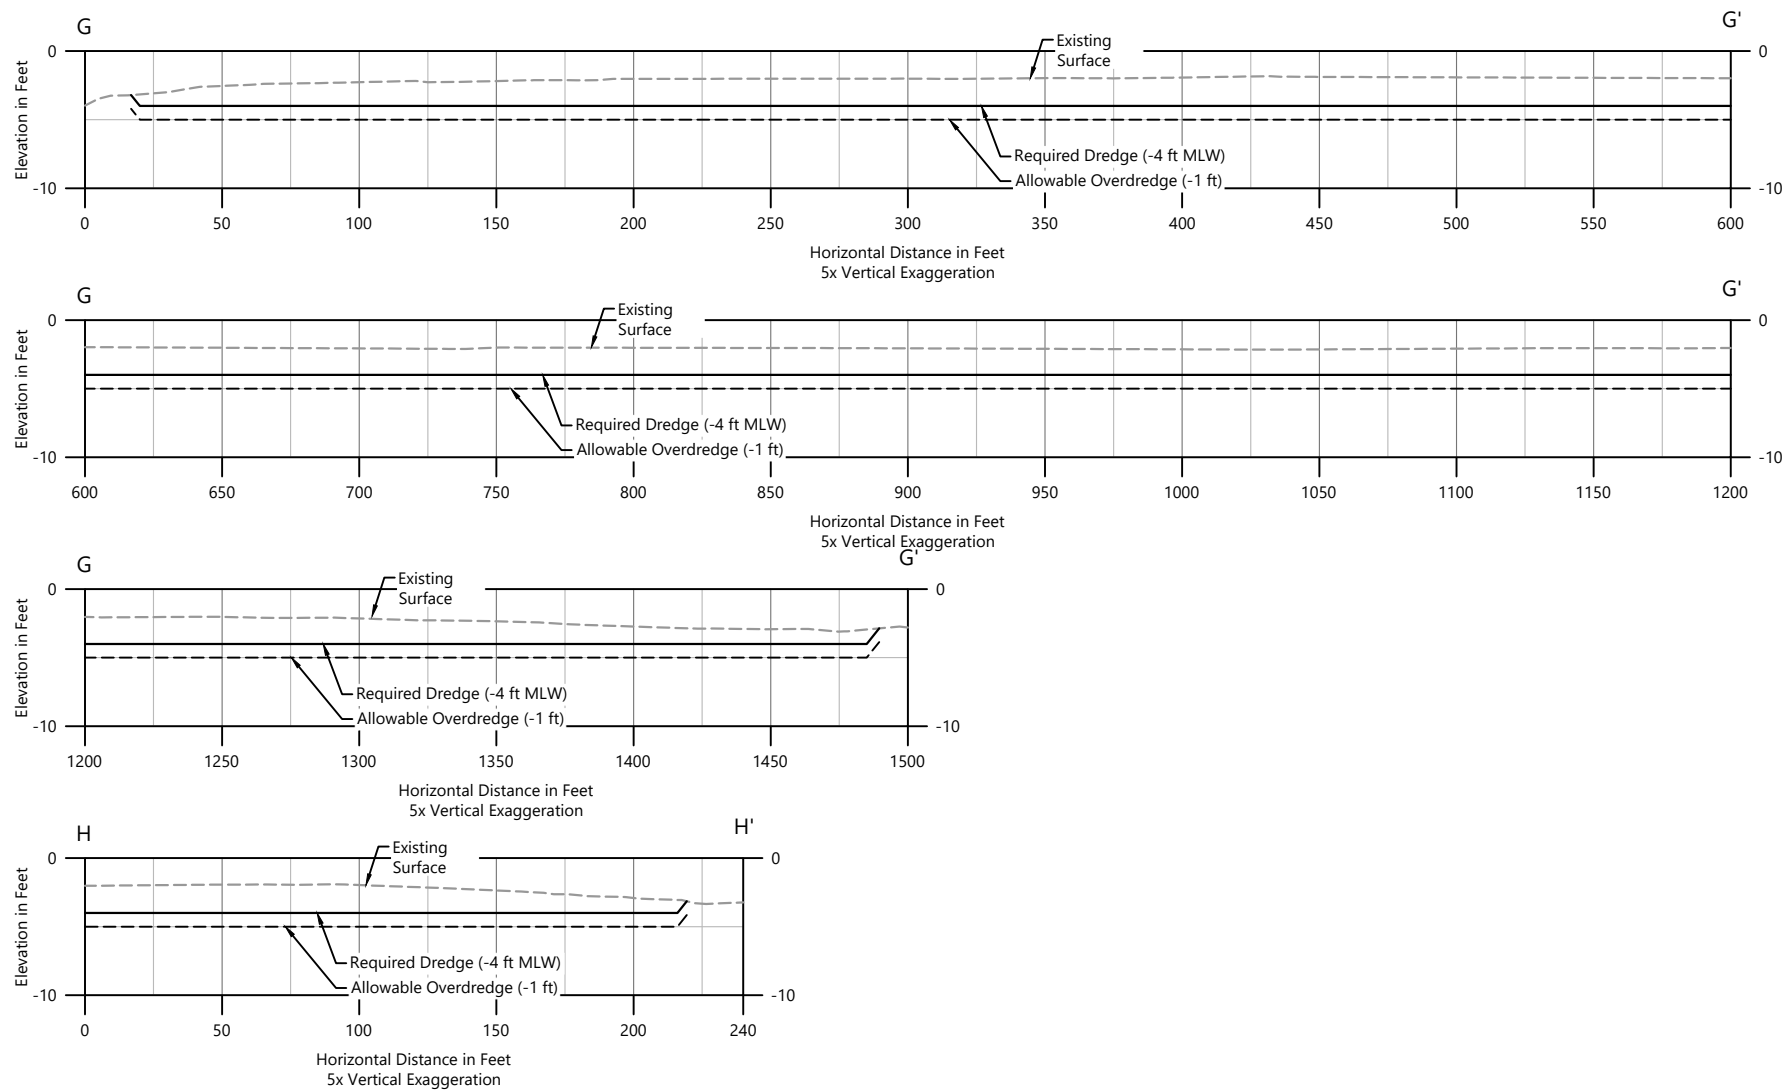 G
G'
0
0
Existing
Surface
Elevation in Feet
Required Dredge (-4 ft MLW)
Allowable Overdredge (-1 ft)
-10
-10
0 50 100 150 200 250 300 350 400 450 500 550 600
Horizontal Distance in Feet
5x Vertical Exaggeration
G
G'
0
0
Existing
Surface
Elevation in Feet
Required Dredge (-4 ft MLW)
Allowable Overdredge (-1 ft)
-10
-10
600 650 700 750 800 850 900 950 1000 1050 1100 1150 1200
Horizontal Distance in Feet
5x Vertical Exaggeration
G
G'
0
0
Existing
Surface
Elevation in Feet
Required Dredge (-4 ft MLW)
Allowable Overdredge (-1 ft)
-10
-10
1200 1250 1300 1350 1400 1450 1500
Horizontal Distance in Feet
5x Vertical Exaggeration
H
H'
0
0
Existing
Surface
Elevation in Feet
Required Dredge (-4 ft MLW)
Allowable Overdredge (-1 ft)
-10
-10
0 50 100 150 200 240
Horizontal Distance in Feet
5x Vertical Exaggeration